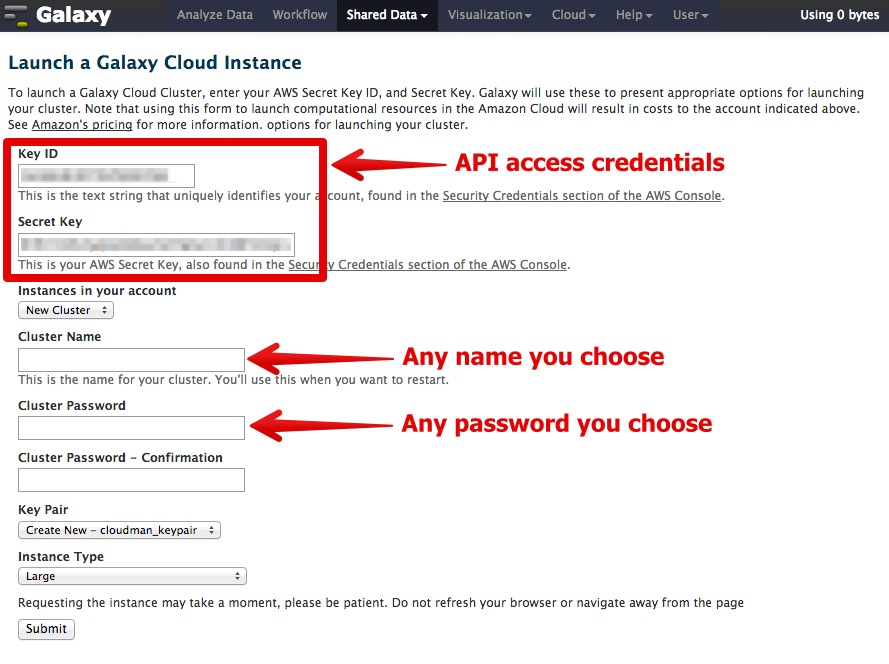 Galaxy Analyze Data Workflow Shared Data Visualization Cloud Help User Using 0 bytes
Launch a Galaxy Cloud Instance
To launch a Galaxy Cloud Cluster, enter your AWS Secret Key ID, and Secret Key. Galaxy will use these to present appropriate options for launching
your cluster. Note that using this form to launch computational resources in the Amazon Cloud will result in costs to the account indicated above.
See Amazon's pricing for more information. options for launching your cluster.
Key ID
API access credentials
This is the text string that uniquely identifies your account, found in the Security Credentials section of the AWS Console.
Secret Key
This is your AWS Secret Key, also found in the Security Credentials section of the AWS Console.
Instances in your account
New Cluster
Cluster Name
Any name you choose
This is the name for your cluster. You'll use this when you want to restart.
Cluster Password
Any password you choose
Cluster Password - Confirmation
Key Pair
Create New - cloudman_keypair
Instance Type
Large
Requesting the instance may take a moment, please be patient. Do not refresh your browser or navigate away from the page
Submit